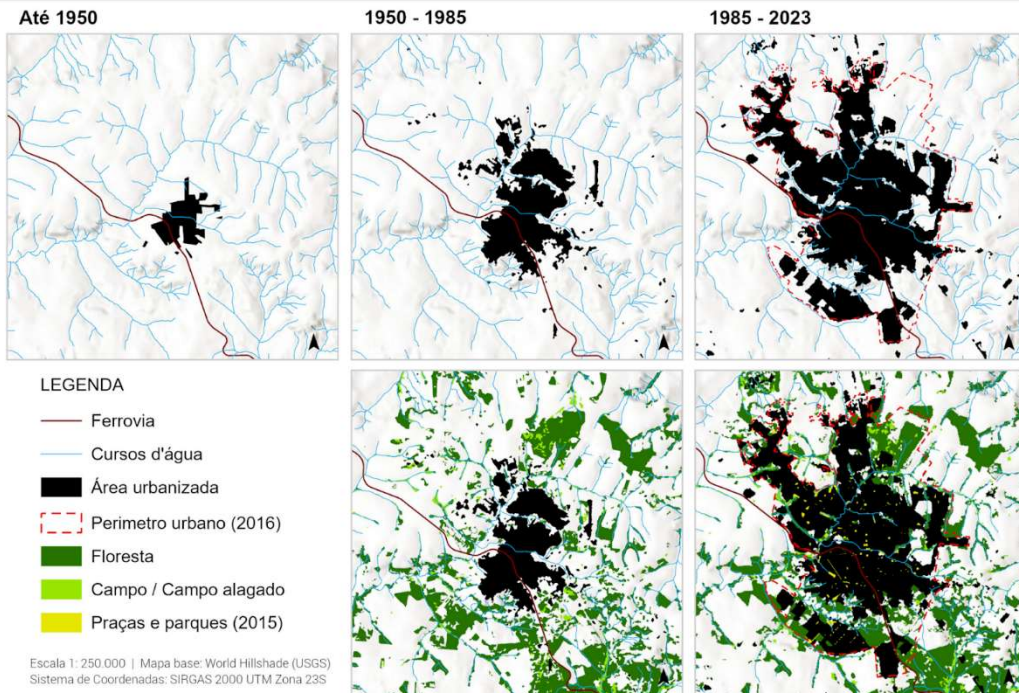 Até 1950
1950 - 1985
1985 - 2023
LEGENDA
Ferrovia
Cursos d'água
Área urbanizada
Perimetro urbano (2016)
Floresta
Campo / Campo alagado
Praças e parques (2015)
Escala 1: 250.000 | Mapa base: World Hillshade (USGS)
Sistema de Coordenadas: SIRGAS 2000 UTM Zona 23S